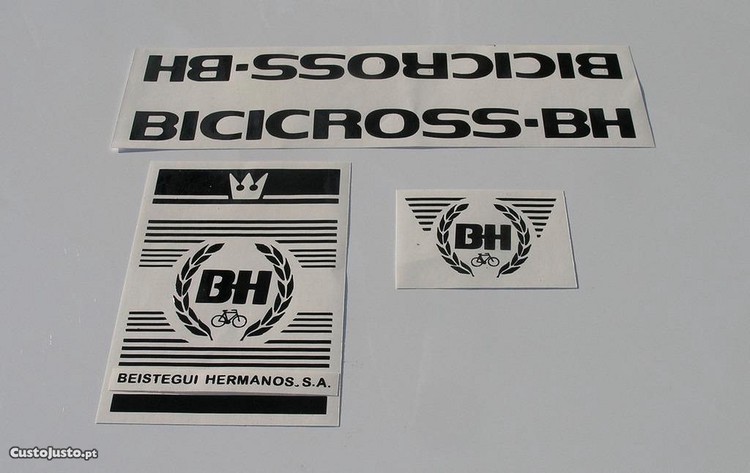 BICICROSS-BH
BICICROSS-BH
BH
BEISTEGUI HERMANOS.S.A.
BH
CustoJusto.pt